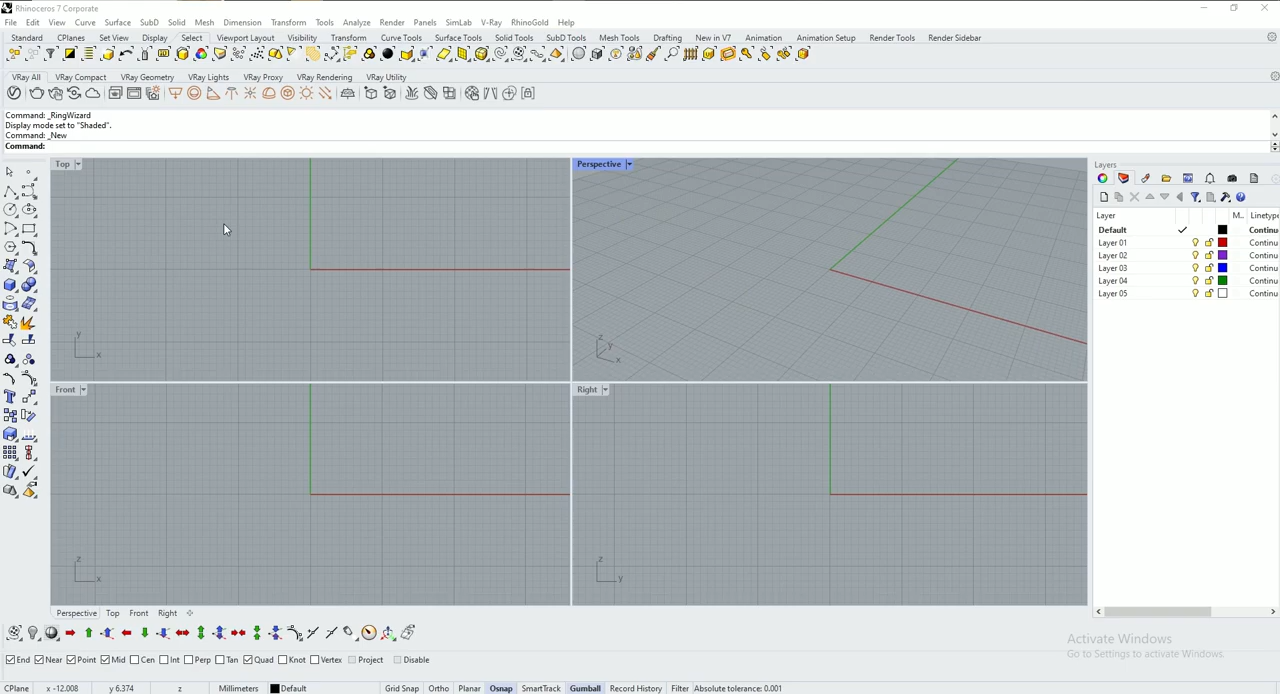 Rhinoceros 7 Corporate
File Edit View Curve Surface SubD Solid Mesh Dimension Transform Tools Analyze Render Panels SimLab V-Ray RhinoGold Help
Standard CPlanes Set View Display Select Viewport Layout Visibility Transform Curve Tools Surface Tools Solid Tools SubD Tools Mesh Tools Drafting New in V7 Animation Animation Setup Render Tools Render Sidebar
VRay All VRay Compact VRay Geometry VRay Lights VRay Proxy VRay Rendering VRay Utility
Command: _RingWizard
Display mode set to "Shaded".
Command: _New
Command:
Top
Perspective
Layers
Layer M.. Linetype
Default Continu
Layer 01 Continu
Layer 02 Continu
Layer 03 Continu
Layer 04 Continu
Layer 05 Continu
y
x
z
y
x
Front
Right
z
x
z
y
Perspective Top Front Right
Activate Windows
Go to Settings to activate Windows.
End Near Point Mid Cen Int Perp Tan Quad Knot Vertex Project Disable
CPlane x -12.008 y 6.374 z Millimeters Default Grid Snap Ortho Planar Osnap SmartTrack Gumball Record History Filter Absolute tolerance: 0.001